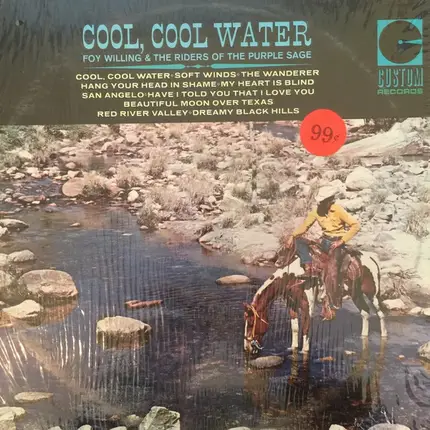 COOL, COOL WATER
FOY WILLING & THE RIDERS OF THE PURPLE SAGE
COOL, COOL WATER · SOFT WINDS · THE WANDERER
HANG YOUR HEAD IN SHAME · MY HEART IS BLIND
SAN ANGELO · HAVE I TOLD YOU THAT I LOVE YOU
BEAUTIFUL MOON OVER TEXAS
RED RIVER VALLEY · DREAMY BLACK HILLS
CUSTOM
RECORDS
99¢